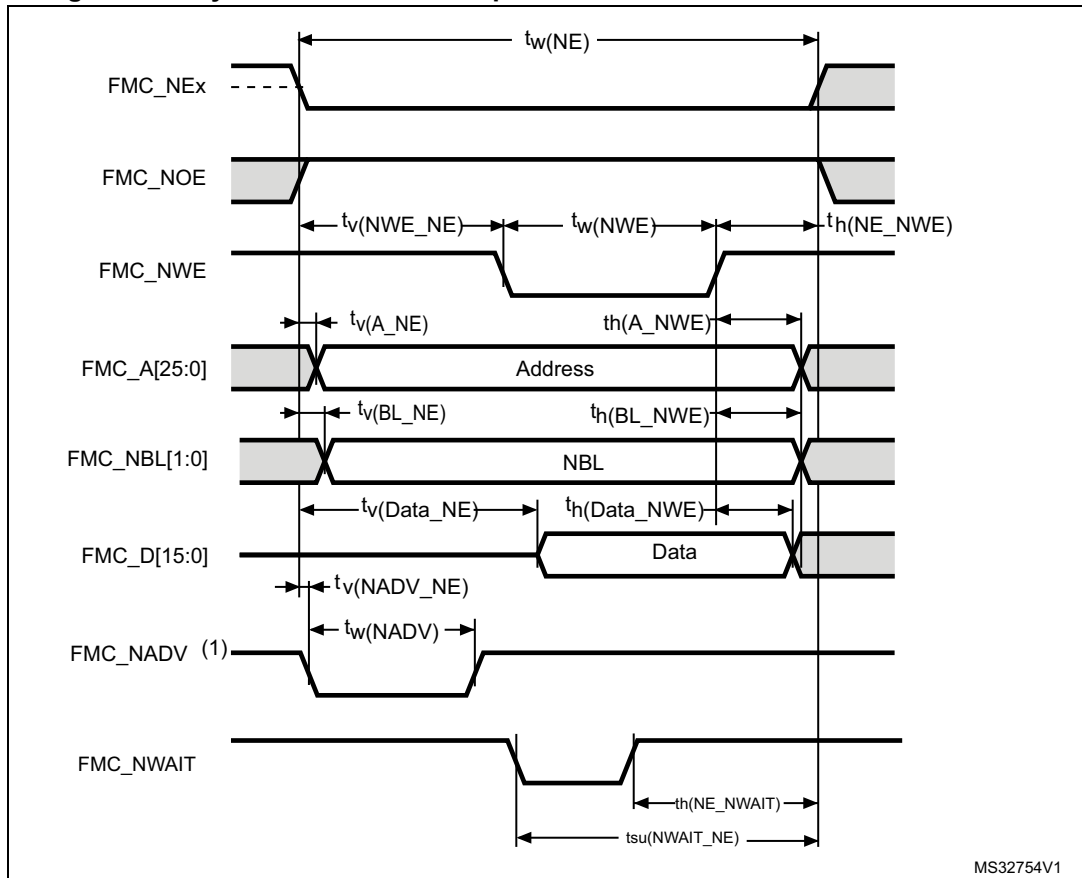 tw(NE)
FMC_NEx
FMC_NOE
tv(NWE_NE) tw(NWE) th(NE_NWE)
FMC_NWE
tv(A_NE) th(A_NWE)
FMC_A[25:0] Address
tv(BL_NE) th(BL_NWE)
FMC_NBL[1:0] NBL
tv(Data_NE) th(Data_NWE)
FMC_D[15:0] Data
tv(NADV_NE)
tw(NADV)
FMC_NADV (1)
FMC_NWAIT
th(NE_NWAIT)
tsu(NWAIT_NE)
MS32754V1